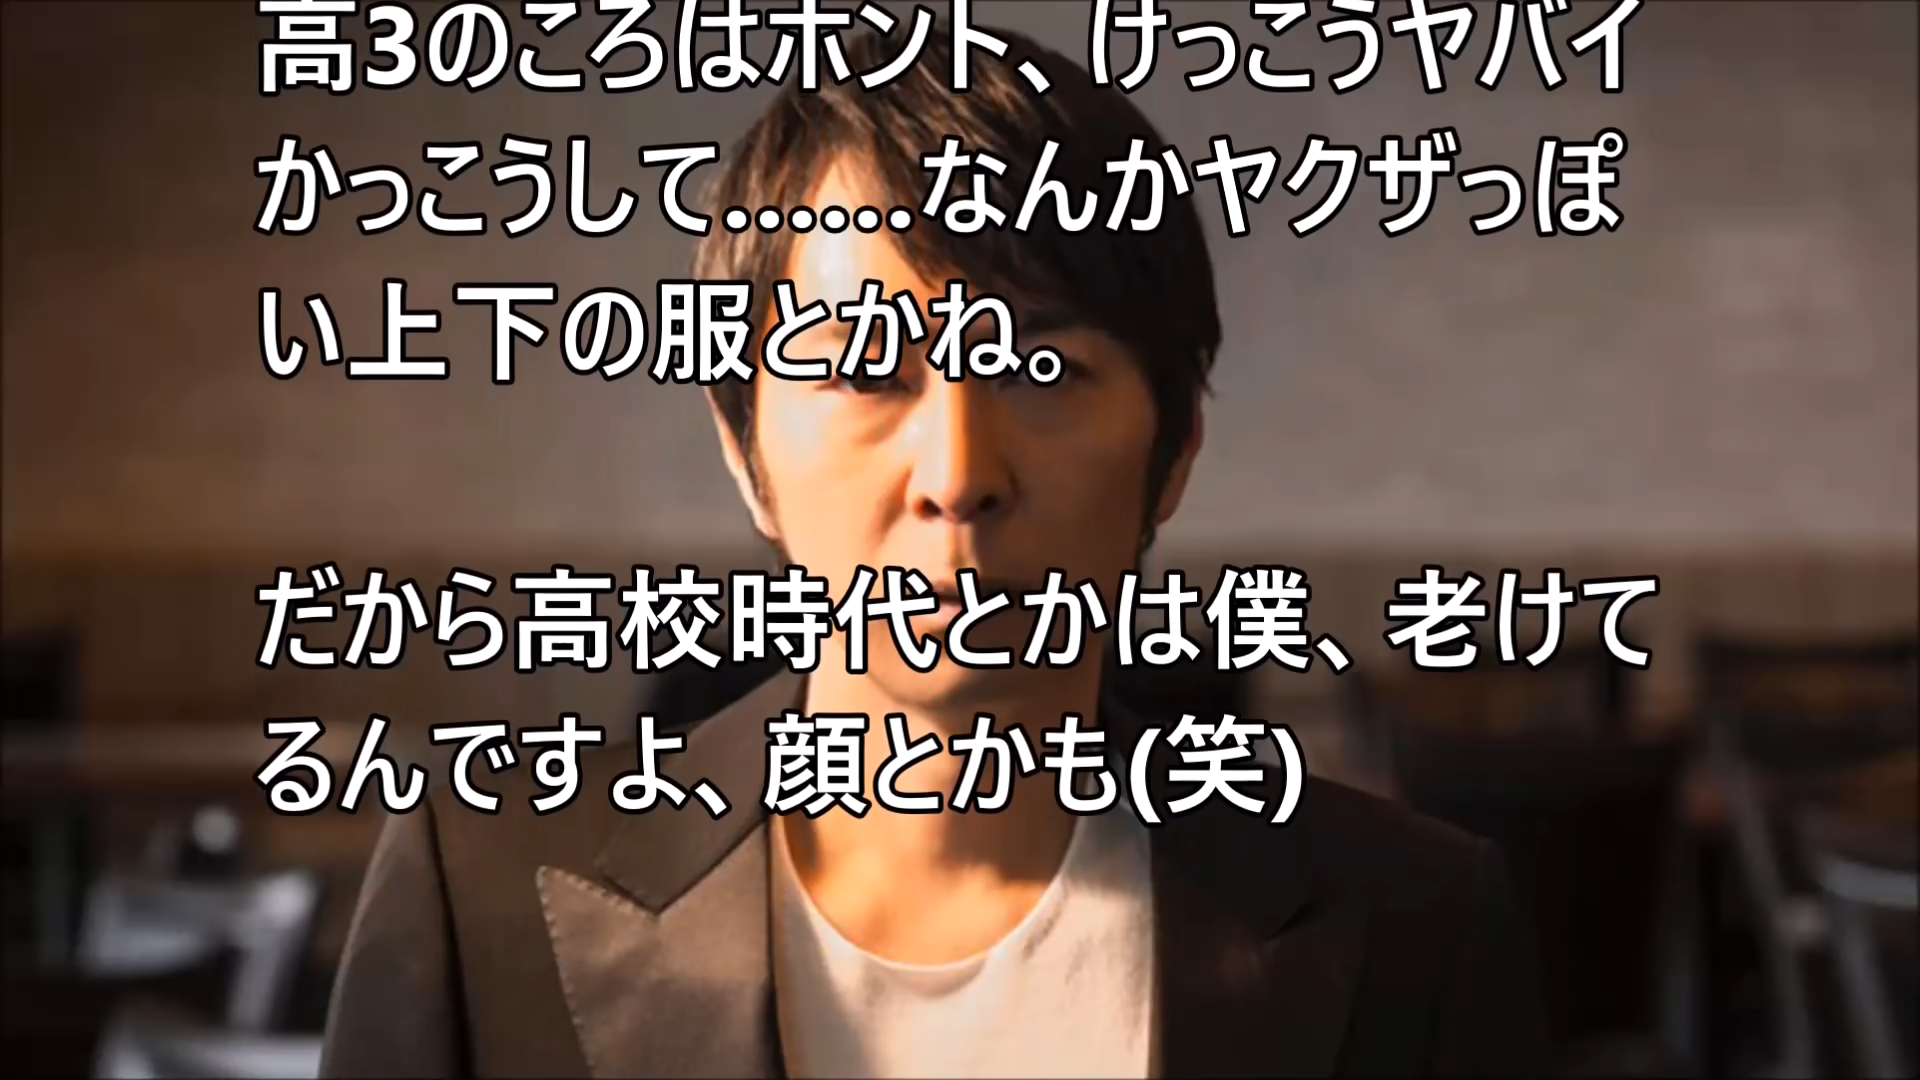 高3のころはホント、けっこうヤバイ
かっこうして……なんかヤクザっぽ
い上下の服とかね。
だから高校時代とかは僕、老けて
るんですよ、顔とかも(笑)